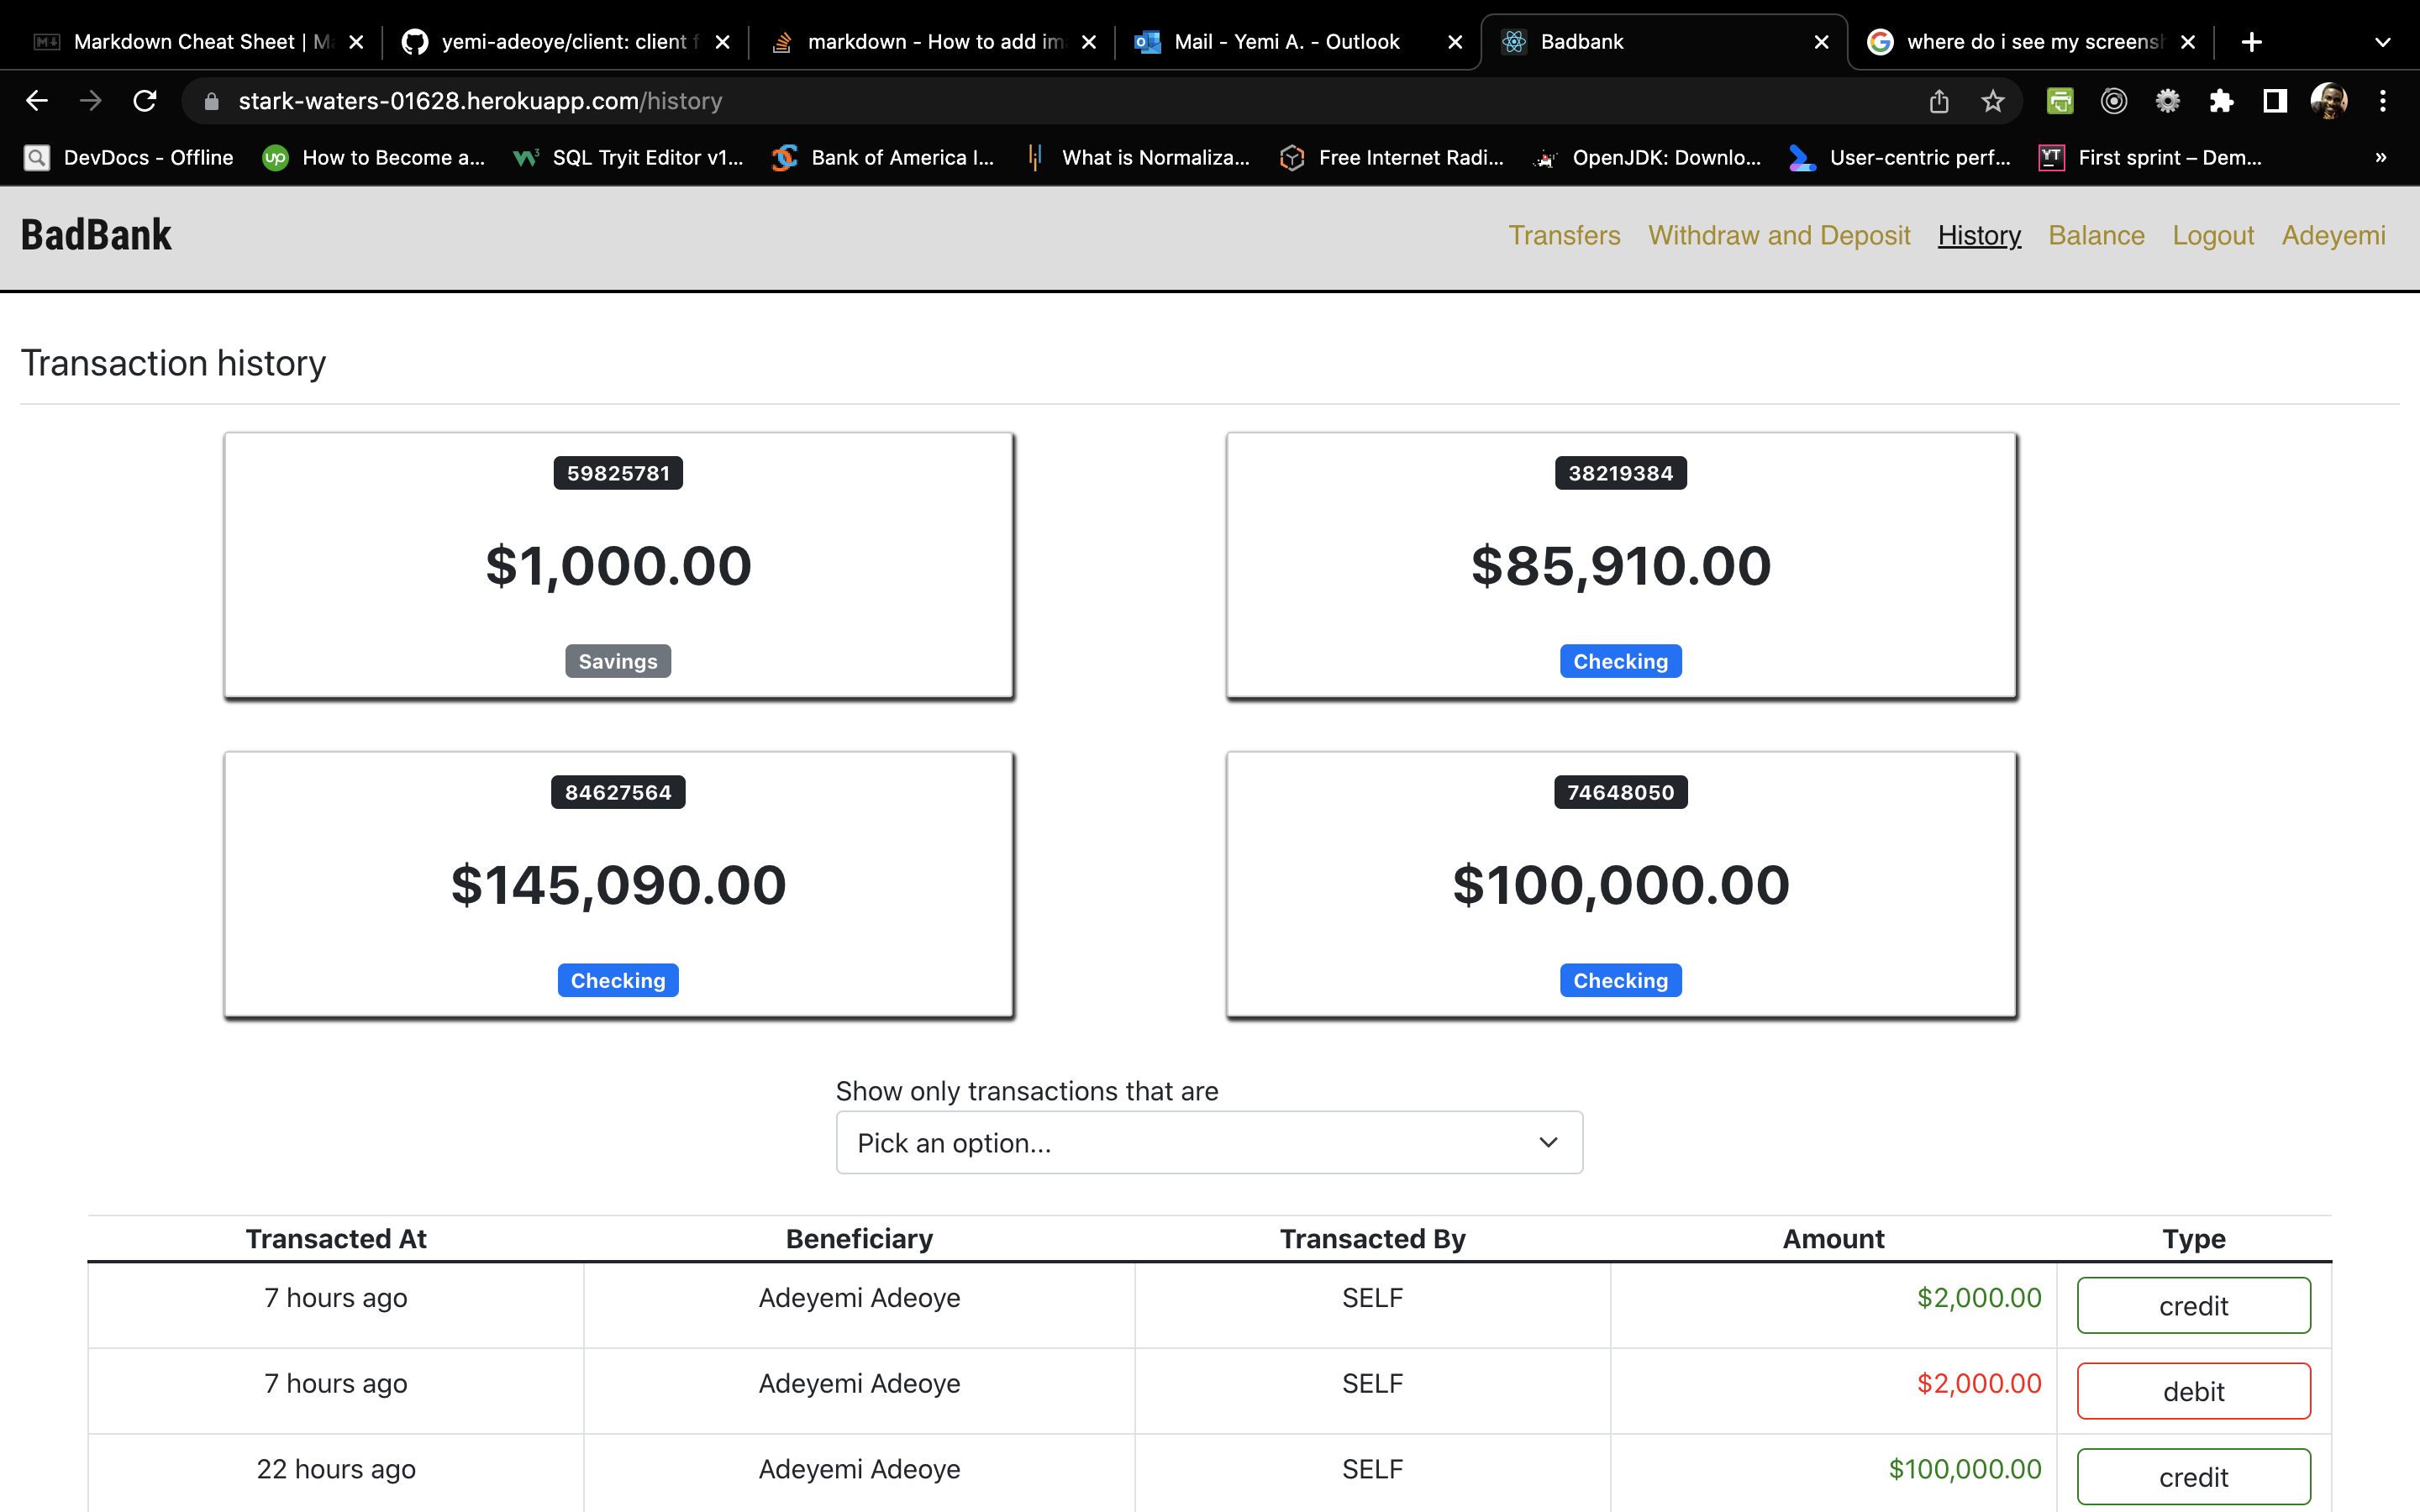 Markdown Cheat Sheet | Ma
yemi-adeoye/client: client f
markdown - How to add im
Mail - Yemi A. - Outlook
Badbank
where do i see my screensh
stark-waters-01628.herokuapp.com/history
DevDocs - Offline
How to Become a...
SQL Tryit Editor v1...
Bank of America I...
What is Normaliza...
Free Internet Radi...
OpenJDK: Downlo...
User-centric perf...
YT First sprint – Dem...
»
BadBank
Transfers Withdraw and Deposit History Balance Logout Adeyemi
Transaction history
59825781
$1,000.00
Savings
38219384
$85,910.00
Checking
84627564
$145,090.00
Checking
74648050
$100,000.00
Checking
Show only transactions that are
Pick an option...
Transacted At Beneficiary Transacted By Amount Type
7 hours ago Adeyemi Adeoye SELF $2,000.00 credit
7 hours ago Adeyemi Adeoye SELF $2,000.00 debit
22 hours ago Adeyemi Adeoye SELF $100,000.00 credit